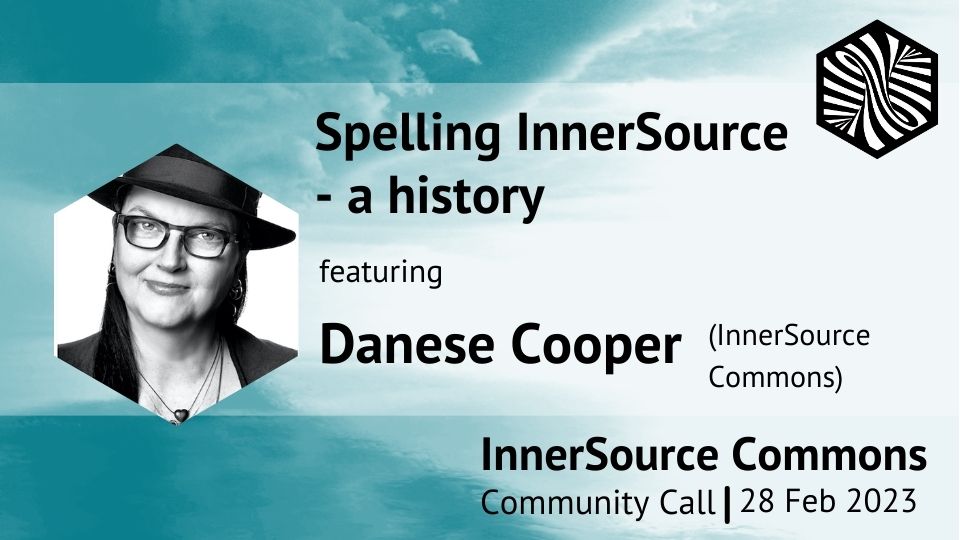 Spelling InnerSource
- a history
featuring
Danese Cooper
(InnerSource
Commons)
InnerSource Commons
Community Call | 28 Feb 2023